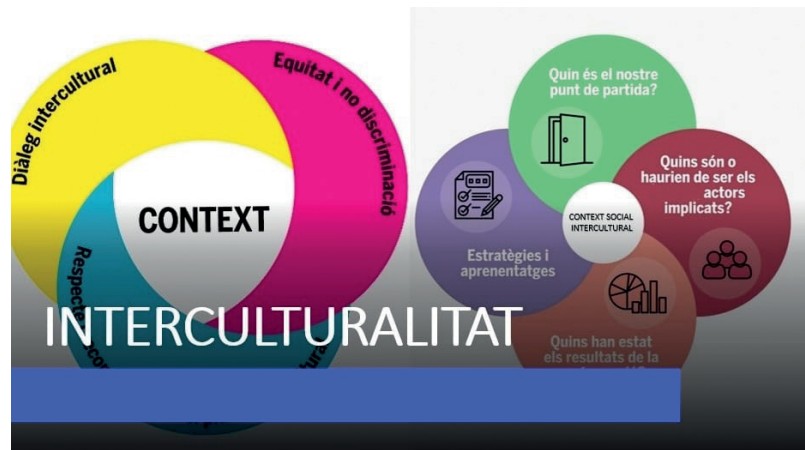 Diàleg intercultural
Equitat i no discriminació
CONTEXT
Respecte
INTERCULTURALITAT
Quin és el nostre
punt de partida?
Quins són o
haurien de ser els
actors
implicats?
CONTEXT SOCIAL
INTERCULTURAL
Estratègies i
aprenentatges
Quins han estat
els resultats de la